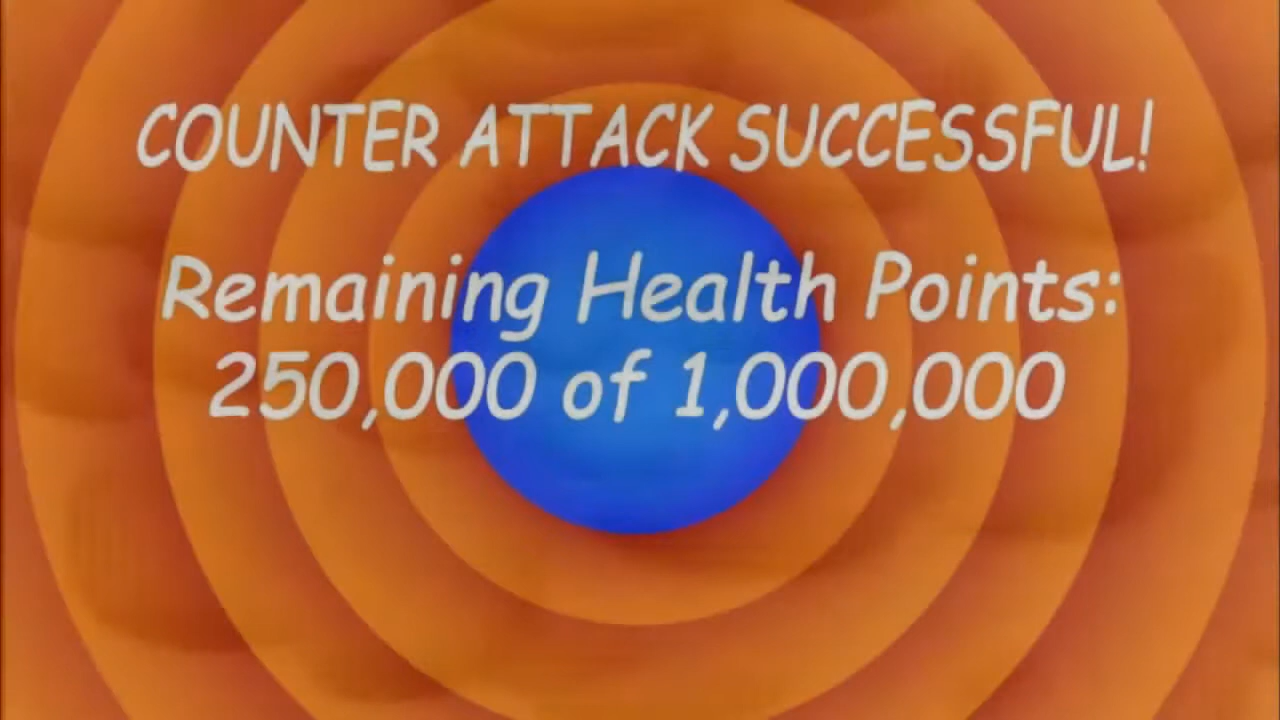 COUNTER ATTACK SUCCESSFUL!
Remaining Health Points:
250,000 of 1,000,000